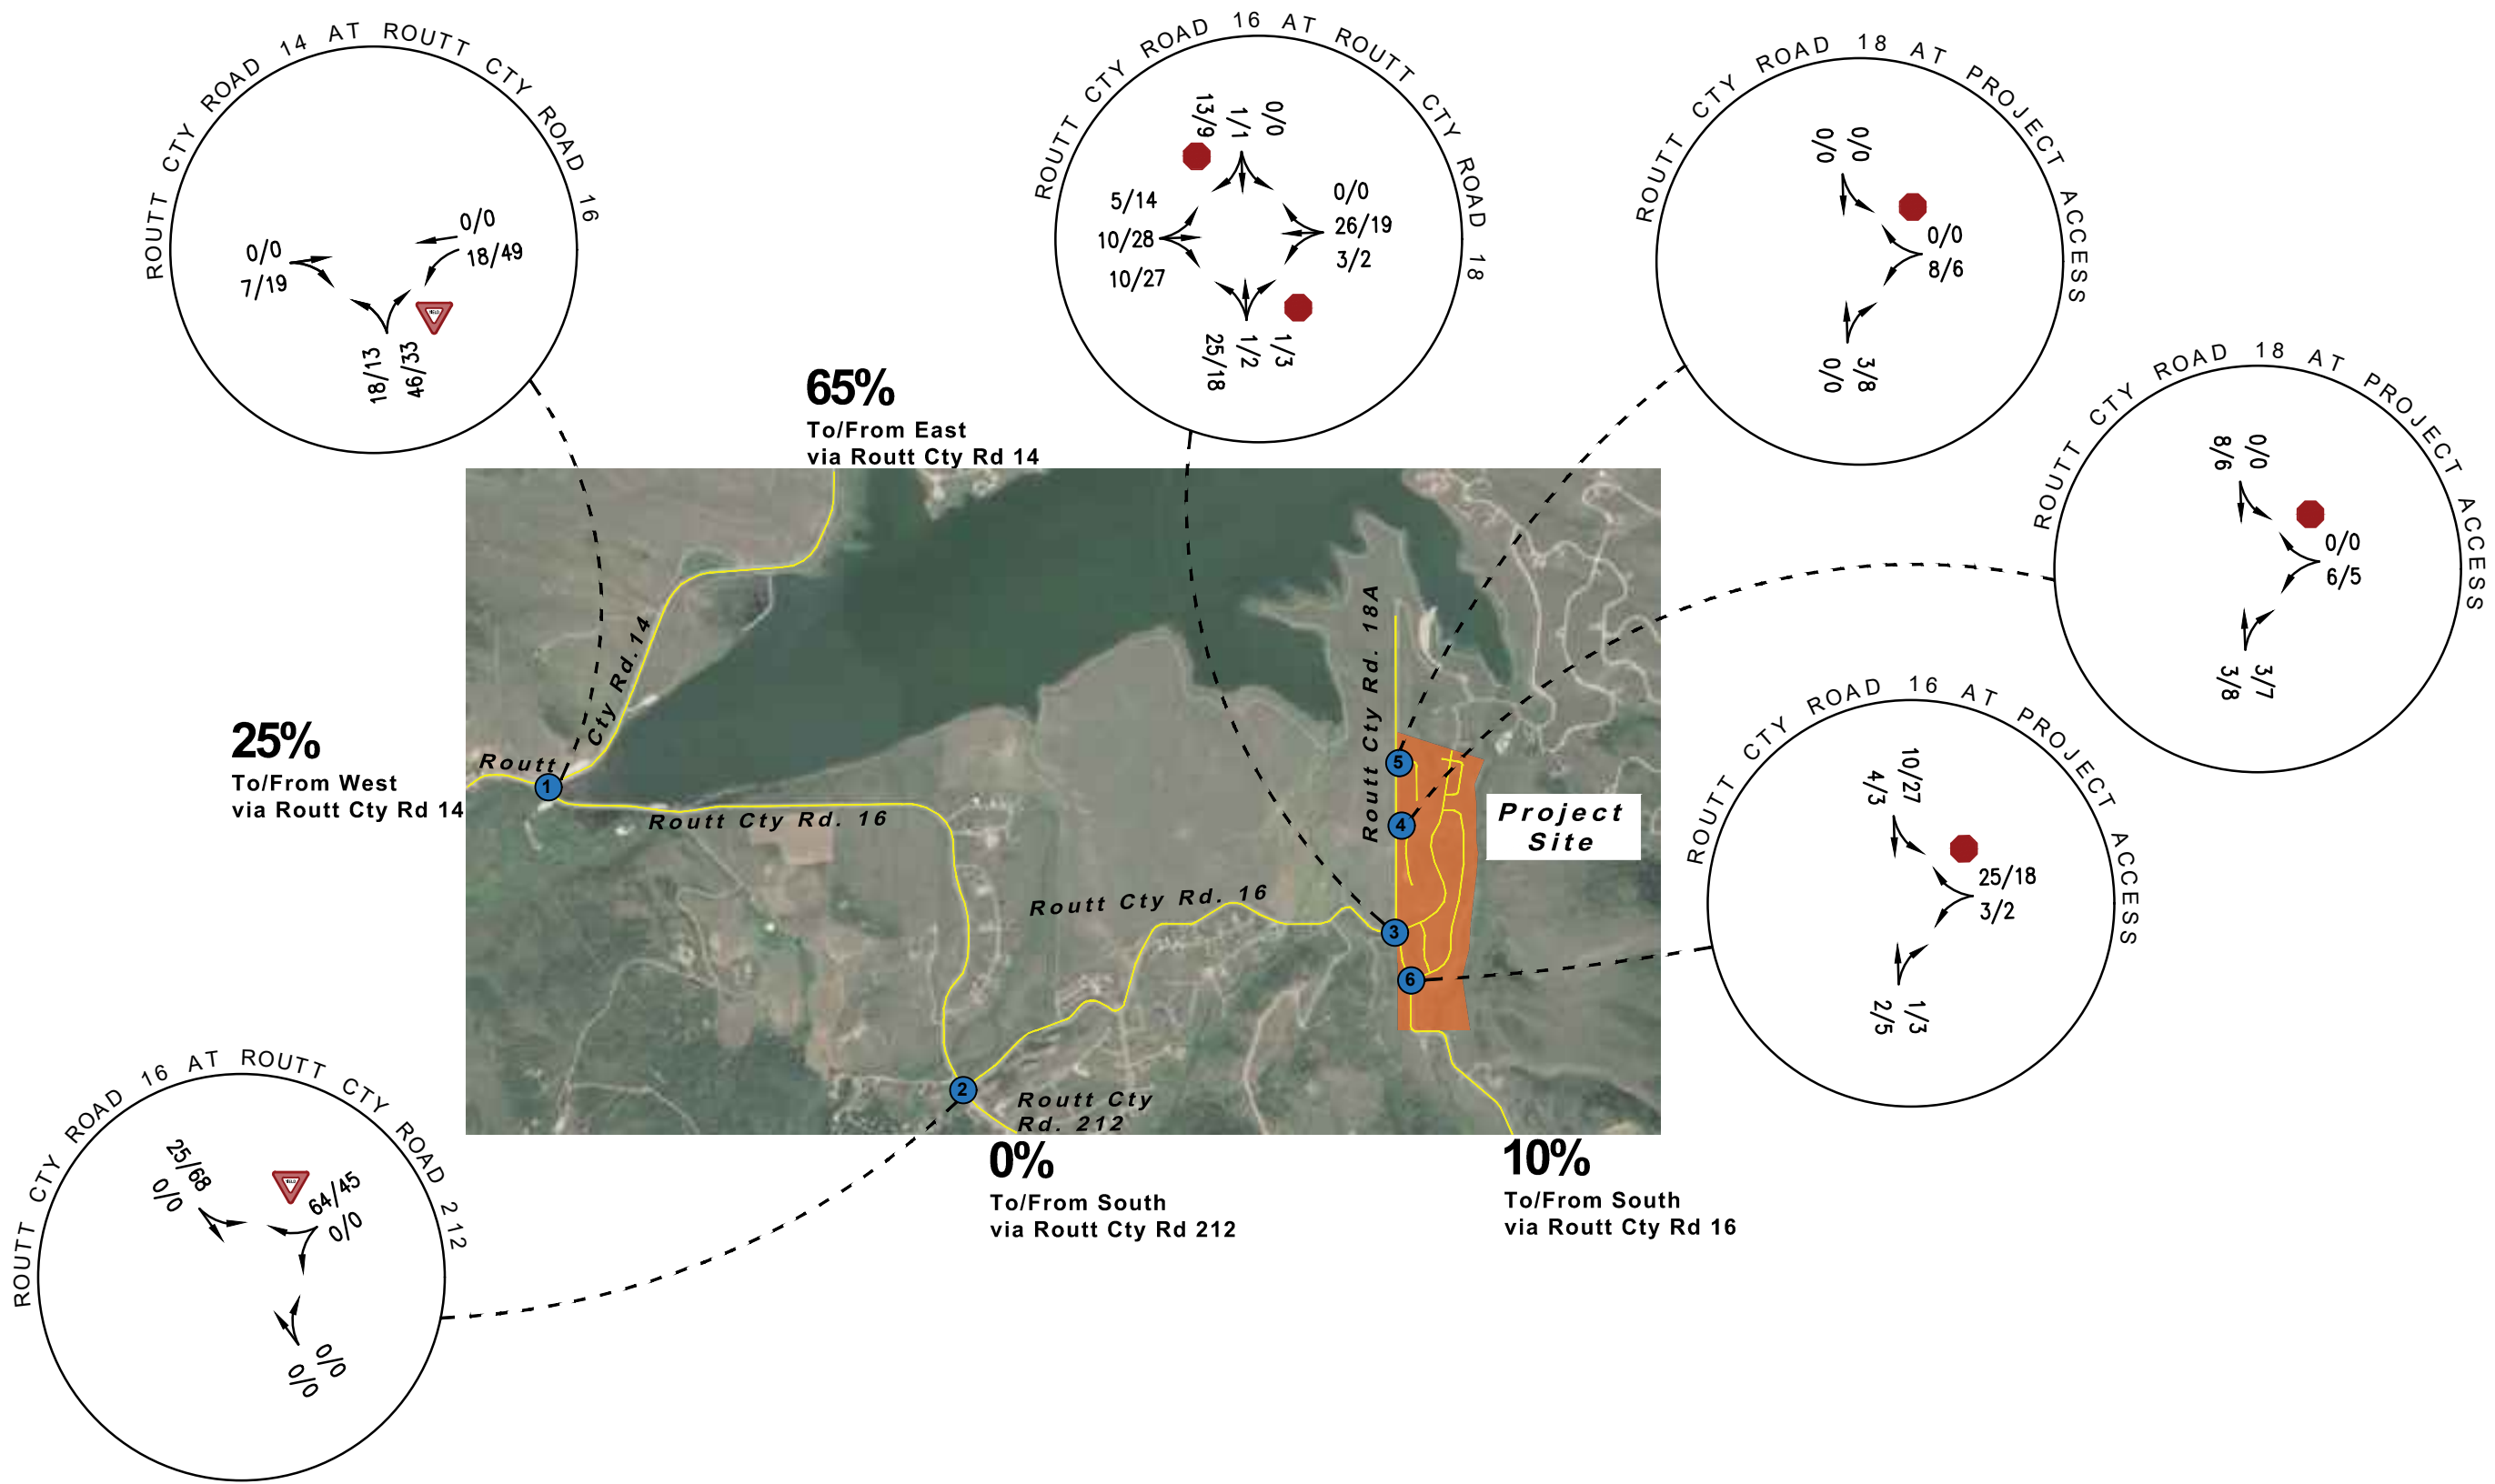 ROUTT CTY ROAD 14 AT ROUTT CTY ROAD 16
0/0
18/49
0/0
7/19
18/13
46/33
65%
To/From East
via Routt Cty Rd 14
ROUTT CTY ROAD 16 AT ROUTT CTY ROAD 18
13/9
1/1
0/0
5/14
10/28
10/27
0/0
26/19
3/2
25/18
1/2
1/3
ROUTT CTY ROAD 18 AT PROJECT ACCESS
0/0
0/0
0/0
8/6
0/0
3/8
ROUTT CTY ROAD 18 AT PROJECT ACCESS
8/6
0/0
0/0
6/5
3/8
3/7
25%
To/From West
via Routt Cty Rd 14
Routt
Cty Rd. 14
1
Routt Cty Rd. 16
Routt Cty Rd. 16
Routt Cty Rd. 18A
5
4
3
6
2
Project
Site
Routt Cty
Rd. 212
ROUTT CTY ROAD 16 AT PROJECT ACCESS
4/3
10/27
25/18
3/2
2/5
1/3
ROUTT CTY ROAD 16 AT ROUTT CTY ROAD 212
25/68
0/0
64/45
0/0
0/0
0/0
0%
To/From South
via Routt Cty Rd 212
10%
To/From South
via Routt Cty Rd 16